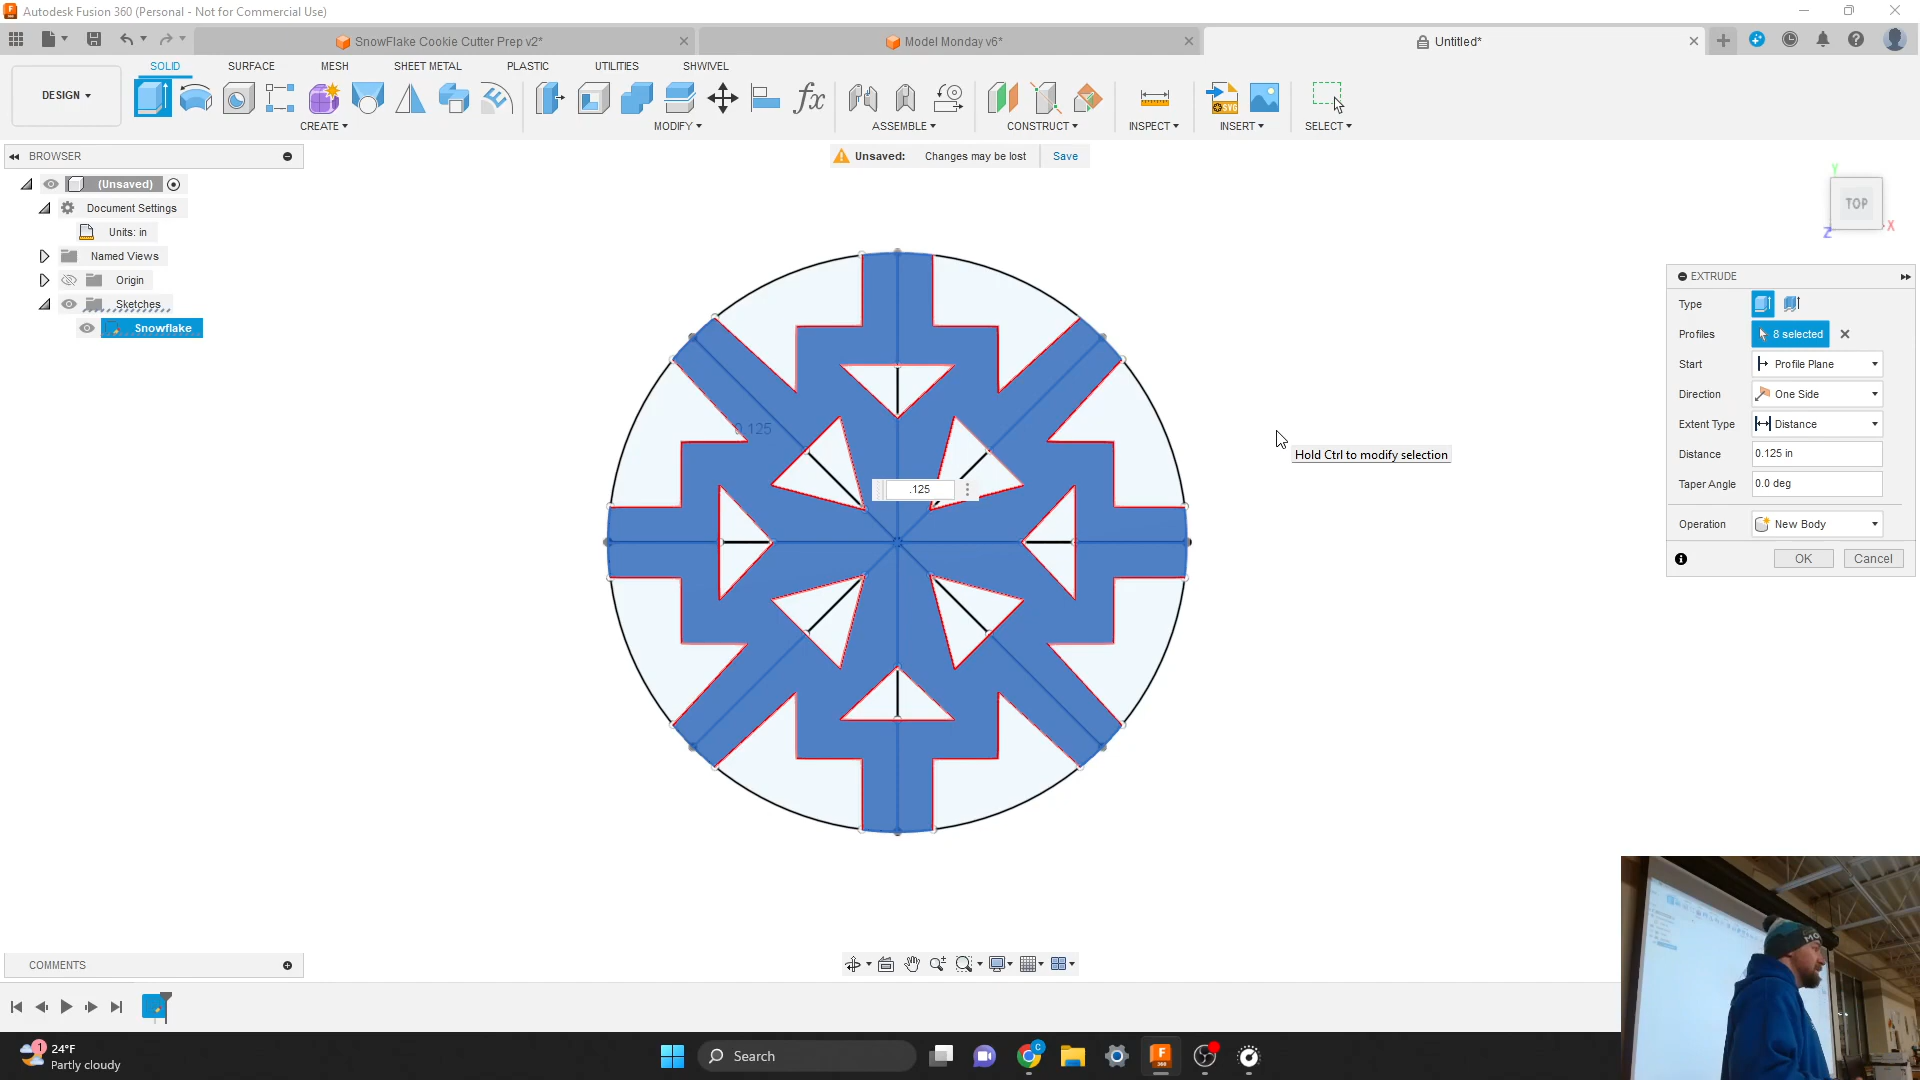 Autodesk Fusion 360 (Personal - Not for Commercial Use)
SnowFlake Cookie Cutter Prep v2*
Model Monday v6*
Untitled*
SOLID
SURFACE
MESH
SHEET METAL
PLASTIC
UTILITIES
SHWIVEL
DESIGN
CREATE
MODIFY
ASSEMBLE
CONSTRUCT
INSPECT
INSERT
SELECT
BROWSER
Unsaved: Changes may be lost Save
(Unsaved)
Document Settings
Units: in
Named Views
Origin
Sketches
Snowflake
Y
TOP
X
Z
EXTRUDE
Type
Profiles 8 selected
Start Profile Plane
Direction One Side
Extent Type Distance
Distance 0.125 in
Taper Angle 0.0 deg
Operation New Body
OK Cancel
0.125
.125
Hold Ctrl to modify selection
COMMENTS
1
24°F
Partly cloudy
Search
C
F
360